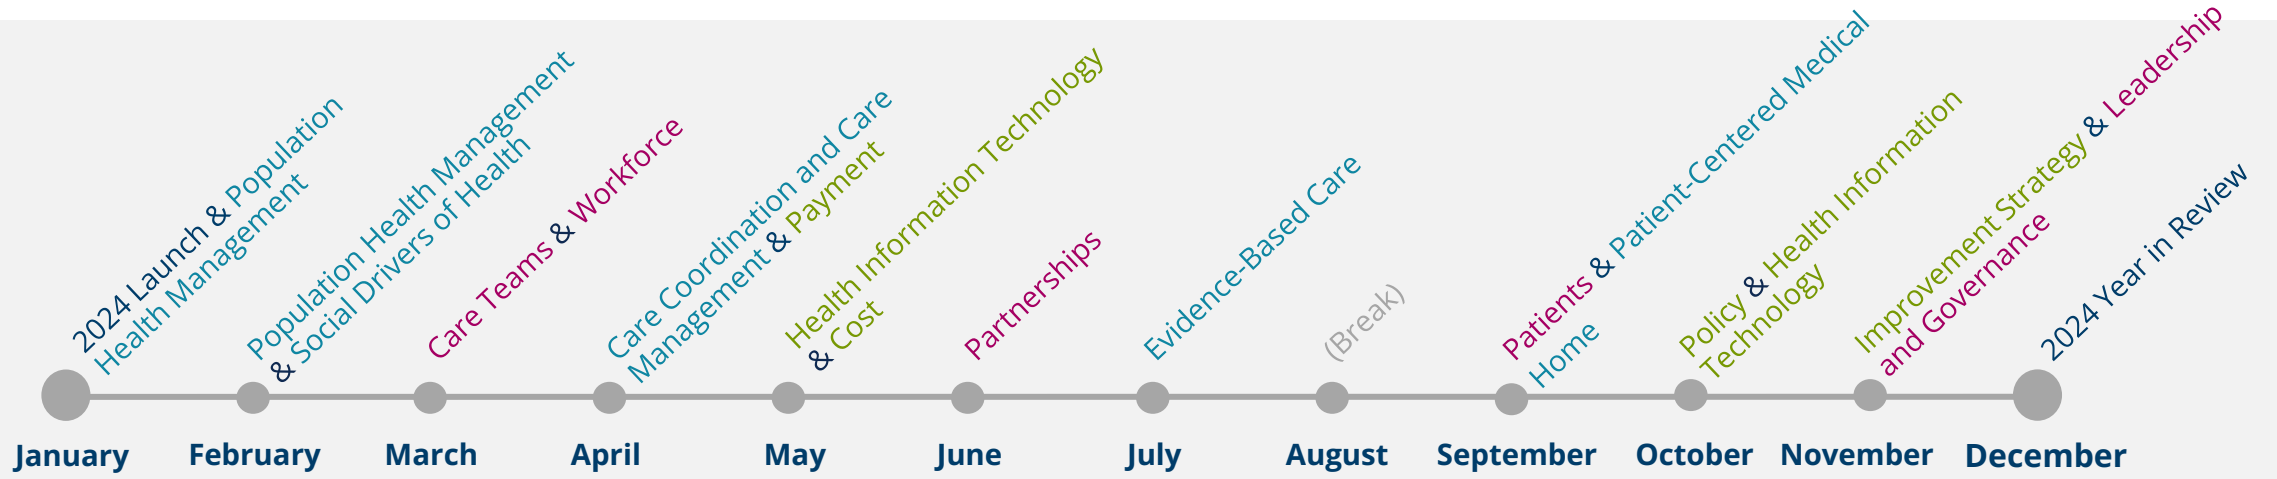 2024 Launch & Population
Health Management
Population Health Management
& Social Drivers of Health
Care Teams & Workforce
Care Coordination and Care
Management & Payment
Health Information Technology
& Cost
Partnerships
Evidence-Based Care
(Break)
Patients & Patient-Centered Medical
Home
Policy & Health Information
Technology
Improvement Strategy & Leadership
and Governance
2024 Year in Review
January
February
March
April
May
June
July
August
September
October
November
December